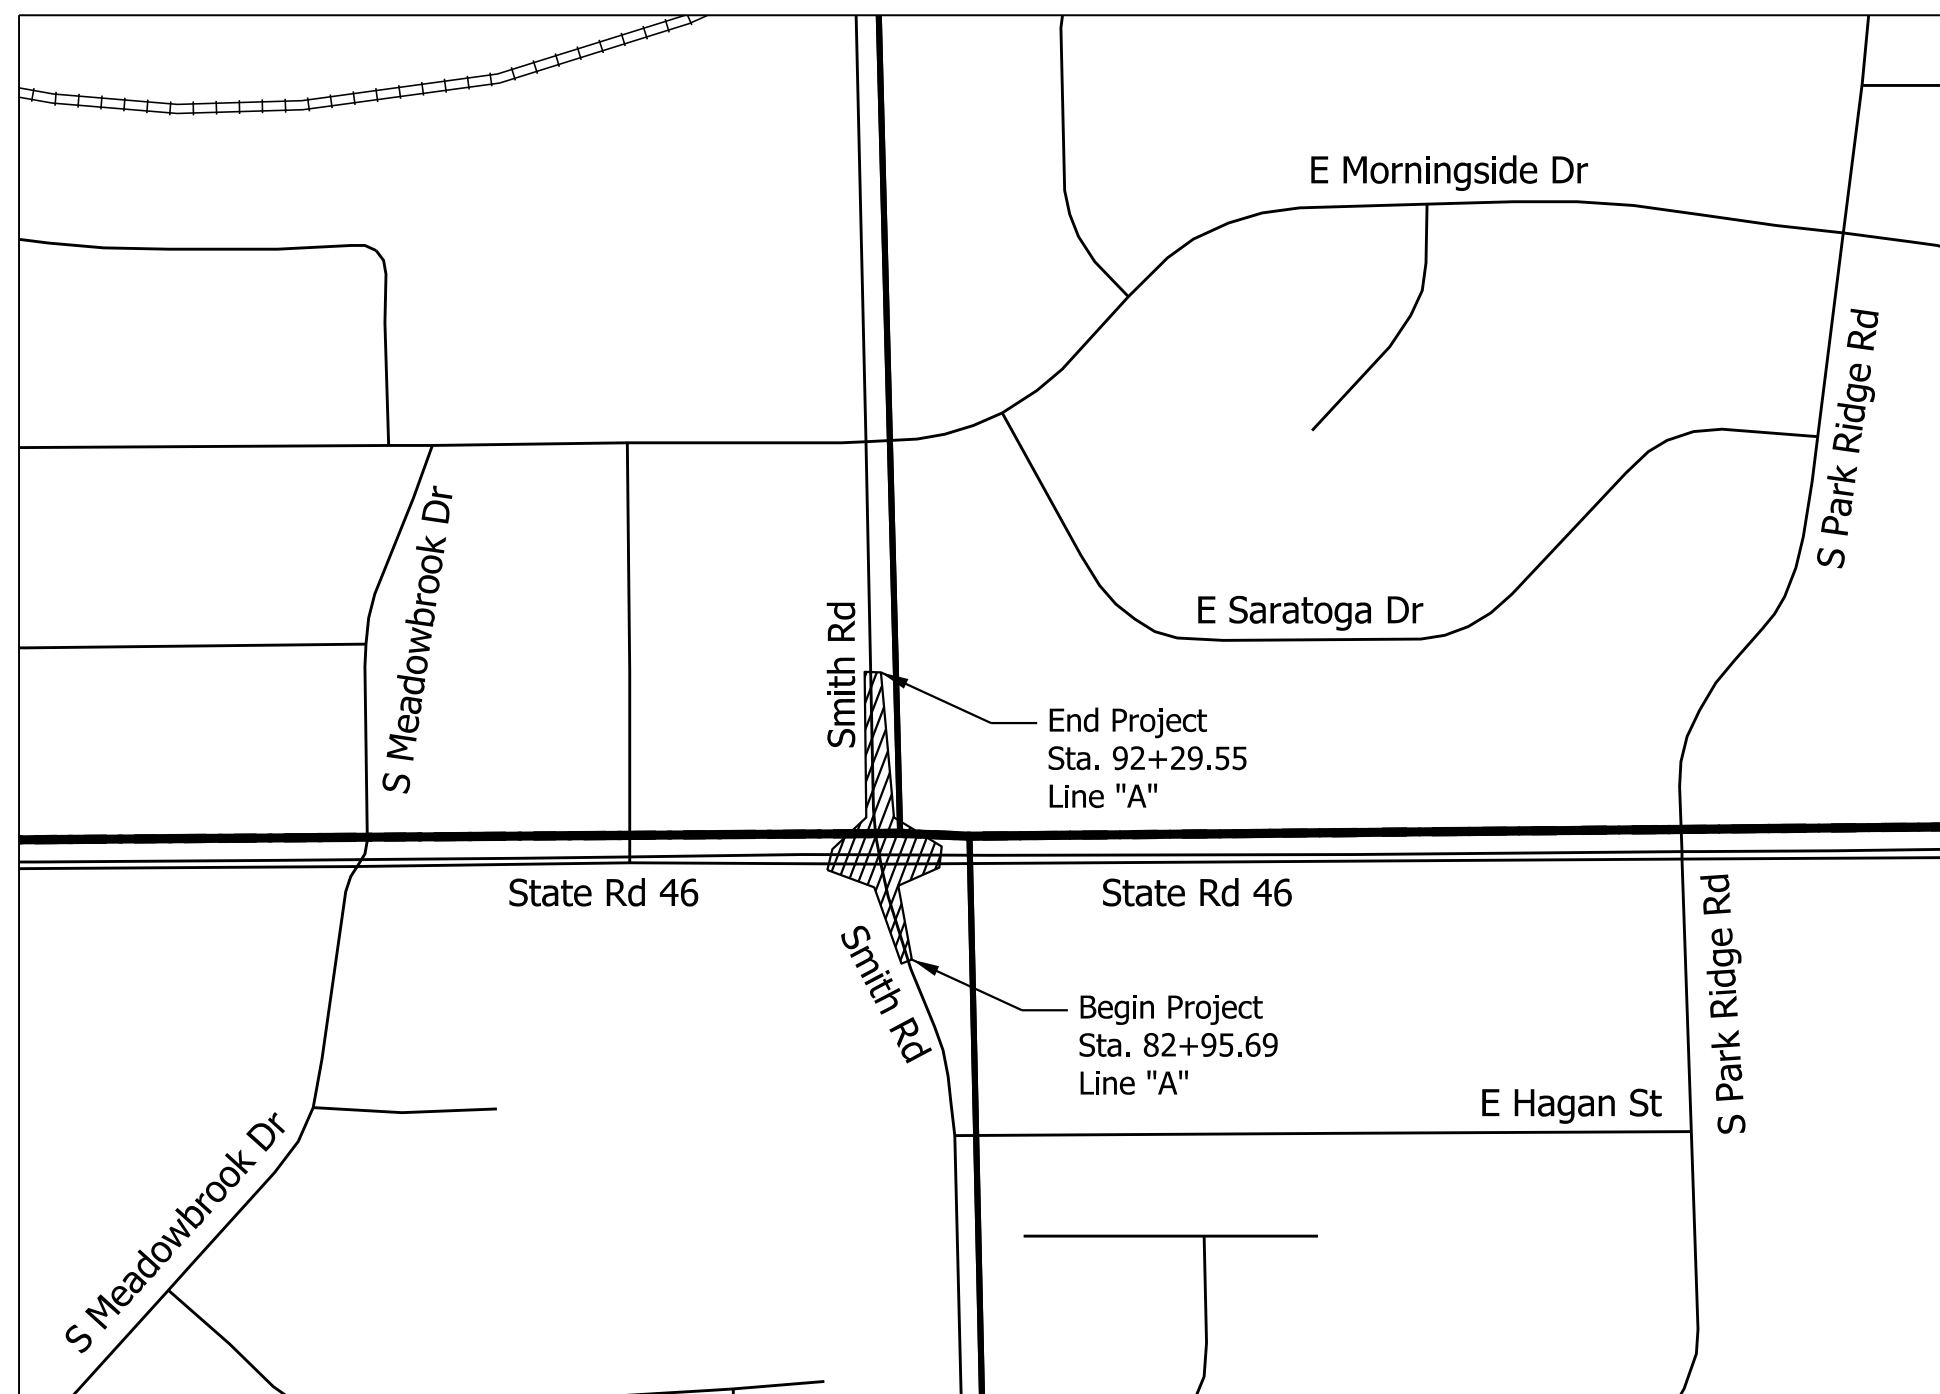 E Morningside Dr
S Park Ridge Rd
S Meadowbrook Dr
E Saratoga Dr
Smith Rd
End Project
Sta. 92+29.55
Line "A"
State Rd 46
State Rd 46
S Park Ridge Rd
Smith Rd
Begin Project
Sta. 82+95.69
Line "A"
E Hagan St
S Meadowbrook Dr